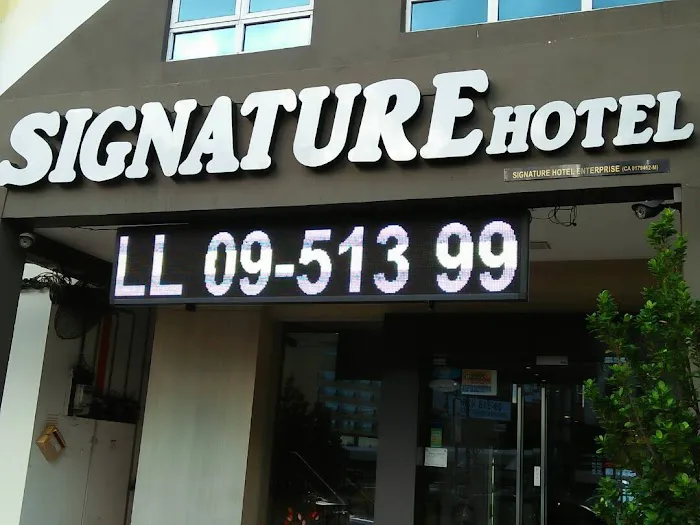 SIGNATURE HOTEL
SIGNATURE HOTEL ENTERPRISE
LL 09-513 99